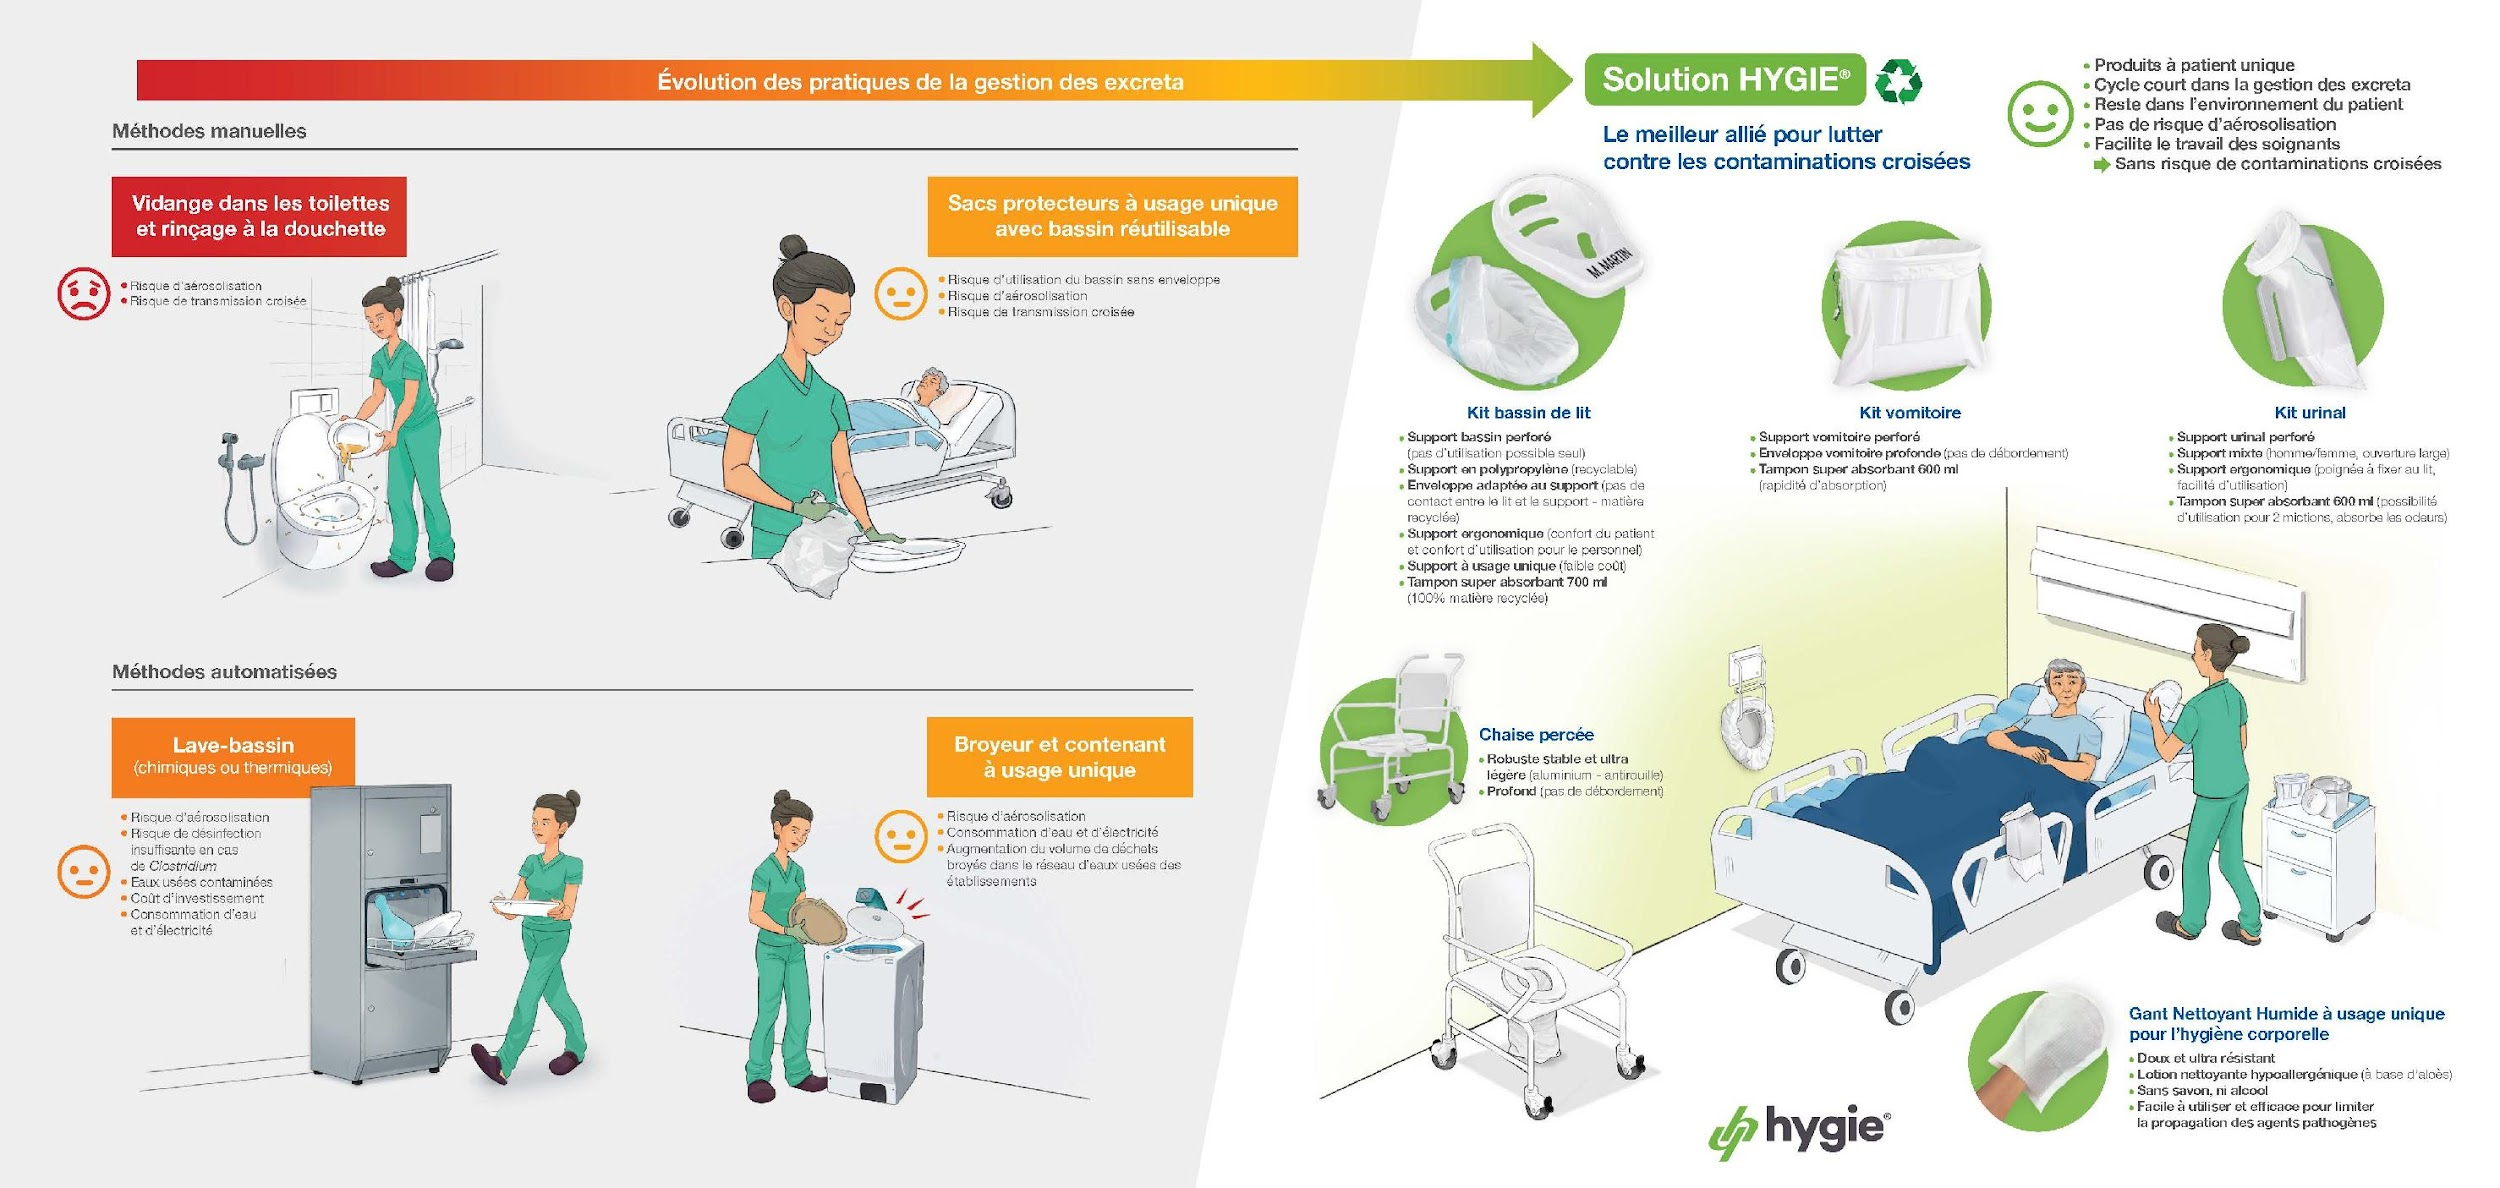 Évolution des pratiques de la gestion des excreta
Méthodes manuelles
Vidange dans les toilettes
et rinçage à la douchette
• Risque d'aérosolisation
• Risque de transmission croisée
Sacs protecteurs à usage unique
avec bassin réutilisable
• Risque d'utilisation du bassin sans enveloppe
• Risque d'aérosolisation
• Risque de transmission croisée
Méthodes automatisées
Lave-bassin
(chimiques ou thermiques)
• Risque d'aérosolisation
• Risque de désinfection
insuffisante en cas
de Clostridium
• Eaux usées contaminées
• Coût d'investissement
• Consommation d'eau
et d'électricité
Broyeur et contenant
à usage unique
• Risque d'aérosolisation
• Consommation d'eau et d'électricité
• Augmentation du volume de déchets
broyés dans le réseau d'eaux usées des
établissements
Solution HYGIE®
Le meilleur allié pour lutter
contre les contaminations croisées
• Produits à patient unique
• Cycle court dans la gestion des excreta
• Reste dans l'environnement du patient
• Pas de risque d'aérosolisation
• Facilite le travail des soignants
Sans risque de contaminations croisées
M. MARTIN
Kit bassin de lit
• Support bassin perforé
(pas d'utilisation possible seul)
• Support en polypropylène (recyclable)
• Enveloppe adaptée au support (pas de
contact entre le lit et le support - matière
recyclée)
• Support ergonomique (confort du patient
et confort d'utilisation pour le personnel)
• Support à usage unique (faible coût)
• Tampon super absorbant 700 ml
(100% matière recyclée)
Kit vomitoire
• Support vomitoire perforé
• Enveloppe vomitoire profonde (pas de débordement)
• Tampon super absorbant 600 ml
(rapidité d'absorption)
Kit urinal
• Support urinal perforé
• Support mixte (homme/femme, ouverture large)
• Support ergonomique (poignée à fixer au lit,
facilité d'utilisation)
• Tampon super absorbant 600 ml (possibilité
d'utilisation pour 2 mictions, absorbe les odeurs)
Chaise percée
• Robuste stable et ultra
légère (aluminium - antirouille)
• Profond (pas de débordement)
Gant Nettoyant Humide à usage unique
pour l'hygiène corporelle
• Doux et ultra résistant
• Lotion nettoyante hypoallergénique (à base d'aloès)
• Sans savon, ni alcool
• Facile à utiliser et efficace pour limiter
la propagation des agents pathogènes
hygie®